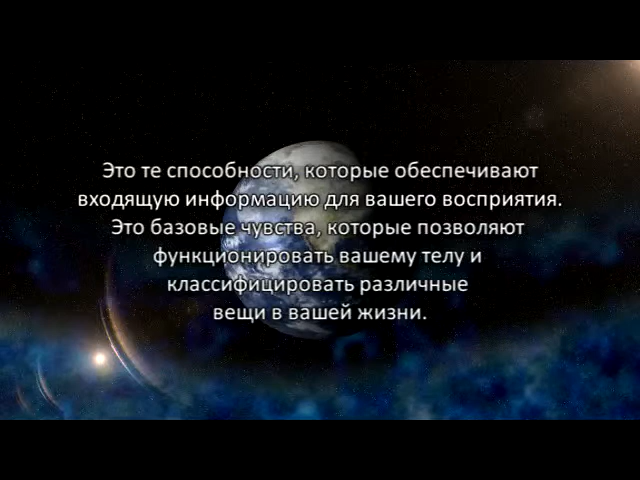 Это те способности, которые обеспечивают
входящую информацию для вашего восприятия.
Это базовые чувства, которые позволяют
функционировать вашему телу и
классифицировать различные
вещи в вашей жизни.